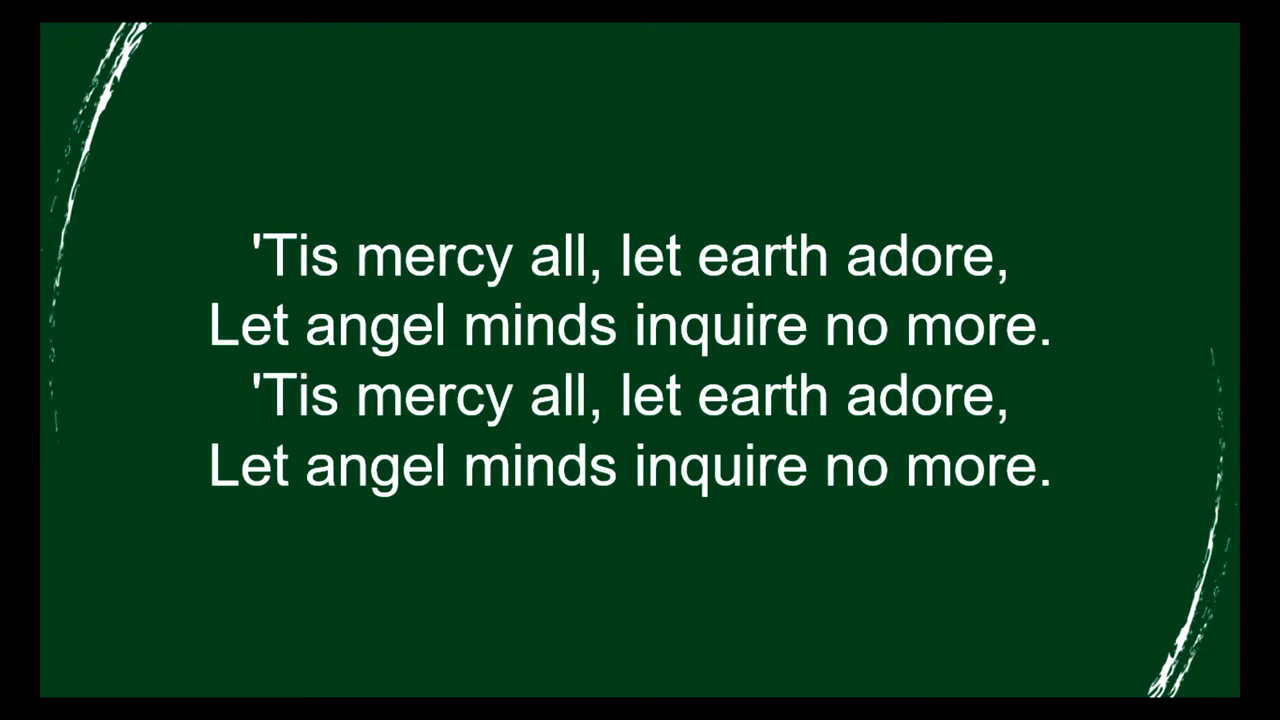 'Tis mercy all, let earth adore,
Let angel minds inquire no more.
'Tis mercy all, let earth adore,
Let angel minds inquire no more.